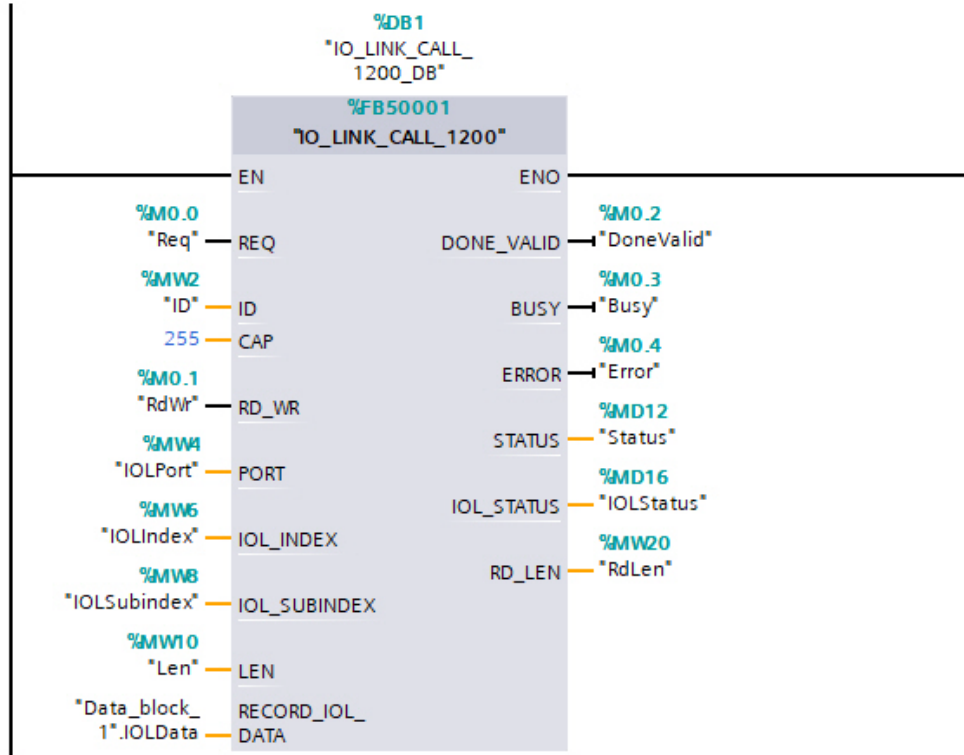 %DB1
"IO_LINK_CALL_
1200_DB"
%FB50001
"IO_LINK_CALL_1200"
EN ENO
%M0.0
"Req" REQ
%M0.2
DONE_VALID "DoneValid"
%MW2
"ID" ID
%M0.3
BUSY "Busy"
255 CAP
%M0.4
ERROR "Error"
%M0.1
"RdWr" RD_WR
%MD12
STATUS "Status"
%MW4
"IOLPort" PORT
%MD16
IOL_STATUS "IOLStatus"
%MW6
"IOLIndex" IOL_INDEX
%MW20
RD_LEN "RdLen"
%MW8
"IOLSubindex" IOL_SUBINDEX
%MW10
"Len" LEN
"Data_block_
1".IOLData
RECORD_IOL_
DATA